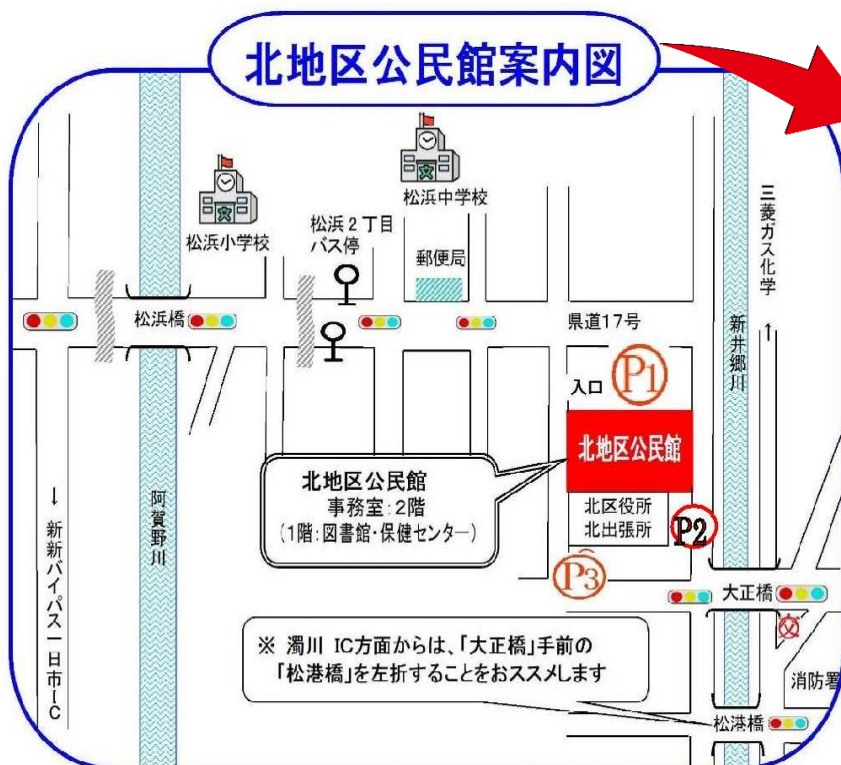 北地区公民館案内図
松浜中学校
松浜小学校
松浜2丁目
バス停
郵便局
三菱ガス化学 →
松浜橋
県道17号
新井郷川
入口
P1
北地区公民館
北地区公民館
事務室:2階
(1階:図書館・保健センター)
北区役所
北出張所
P2
P3
← 新新バイパス一日市IC
阿賀野川
大正橋
※ 濁川 IC方面からは、「大正橋」手前の
「松港橋」を左折することをおススメします
消防署
松港橋